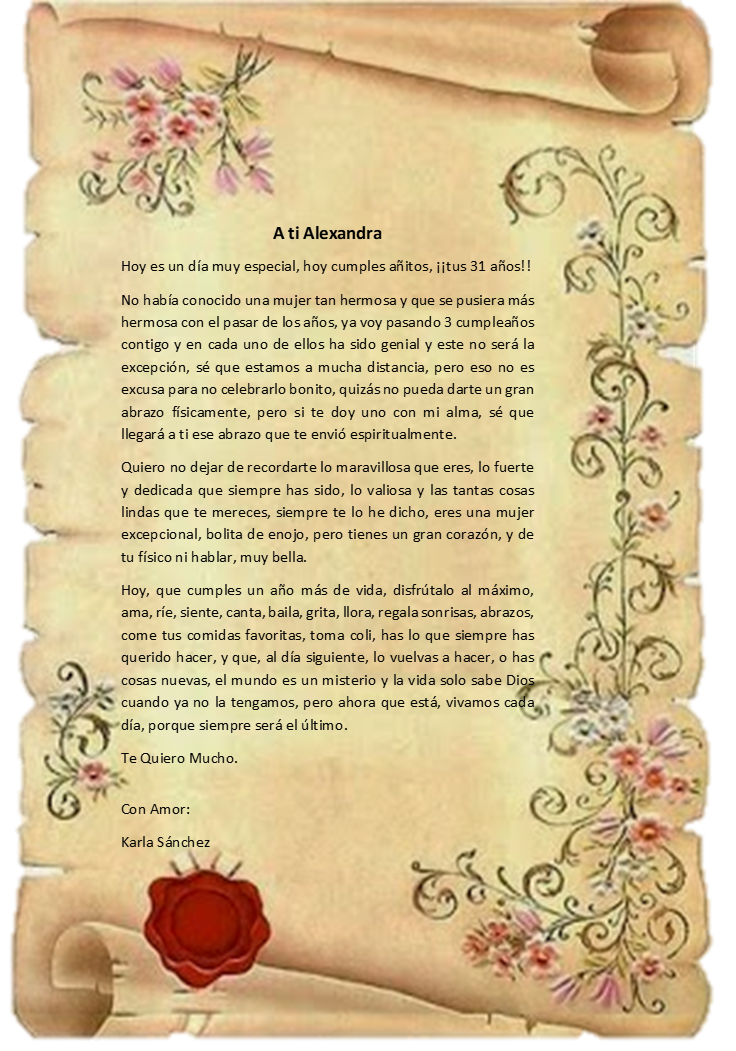 A ti Alexandra
Hoy es un día muy especial, hoy cumples añitos, ¡¡tus 31 años!!
No había conocido una mujer tan hermosa y que se pusiera más
hermosa con el pasar de los años, ya voy pasando 3 cumpleaños
contigo y en cada uno de ellos ha sido genial y este no será la
excepción, sé que estamos a mucha distancia, pero eso no es
excusa para no celebrarlo bonito, quizás no pueda darte un gran
abrazo físicamente, pero si te doy uno con mi alma, sé que
llegará a ti ese abrazo que te envió espiritualmente.
Quiero no dejar de recordarte lo maravillosa que eres, lo fuerte
y dedicada que siempre has sido, lo valiosa y las tantas cosas
lindas que te mereces, siempre te lo he dicho, eres una mujer
excepcional, bolita de enojo, pero tienes un gran corazón, y de
tu físico ni hablar, muy bella.
Hoy, que cumples un año más de vida, disfrútalo al máximo,
ama, ríe, siente, canta, baila, grita, llora, regala sonrisas, abrazos,
come tus comidas favoritas, toma coli, has lo que siempre has
querido hacer, y que, al día siguiente, lo vuelvas a hacer, o has
cosas nuevas, el mundo es un misterio y la vida solo sabe Dios
cuando ya no la tengamos, pero ahora que está, vivamos cada
día, porque siempre será el último.
Te Quiero Mucho.
Con Amor:
Karla Sánchez